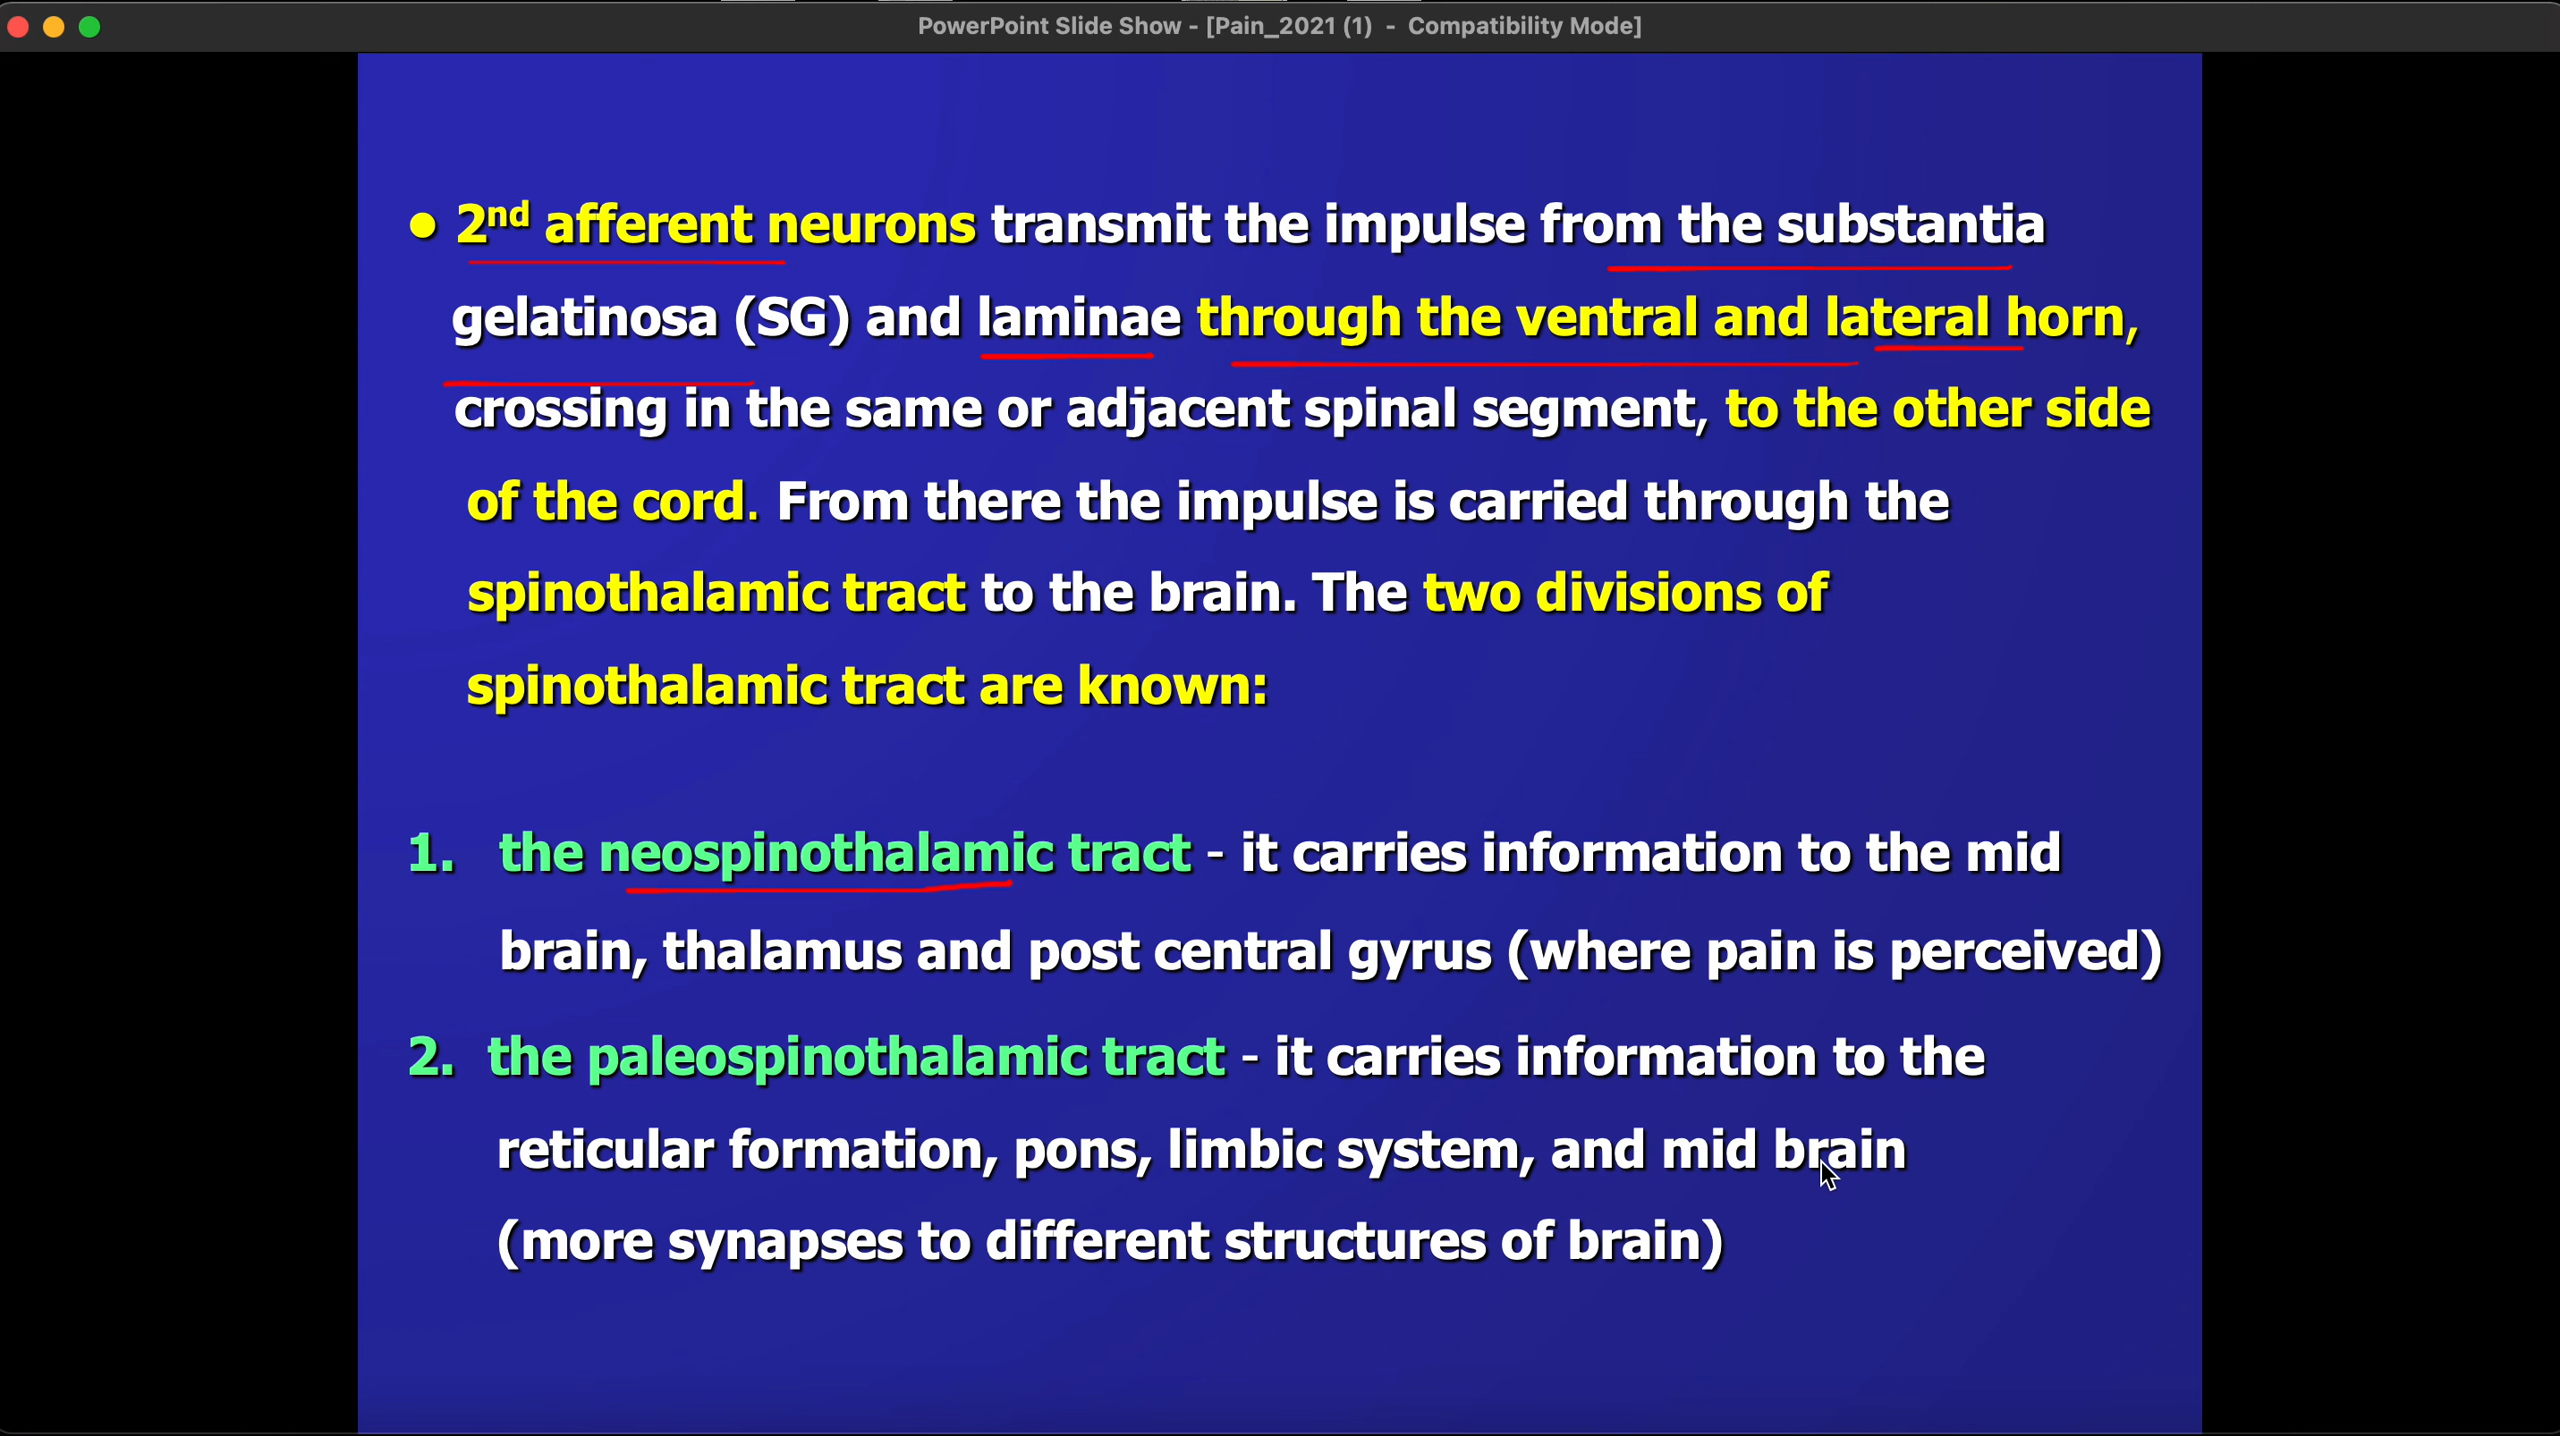 PowerPoint Slide Show - [Pain_2021 (1)  -  Compatibility Mode]
● 2nd afferent neurons transmit the impulse from the substantia
gelatinosa (SG) and laminae through the ventral and lateral horn,
crossing in the same or adjacent spinal segment, to the other side
of the cord. From there the impulse is carried through the
spinothalamic tract to the brain. The two divisions of
spinothalamic tract are known:
1. the neospinothalamic tract - it carries information to the mid
brain, thalamus and post central gyrus (where pain is perceived)
2. the paleospinothalamic tract - it carries information to the
reticular formation, pons, limbic system, and mid brain
(more synapses to different structures of brain)